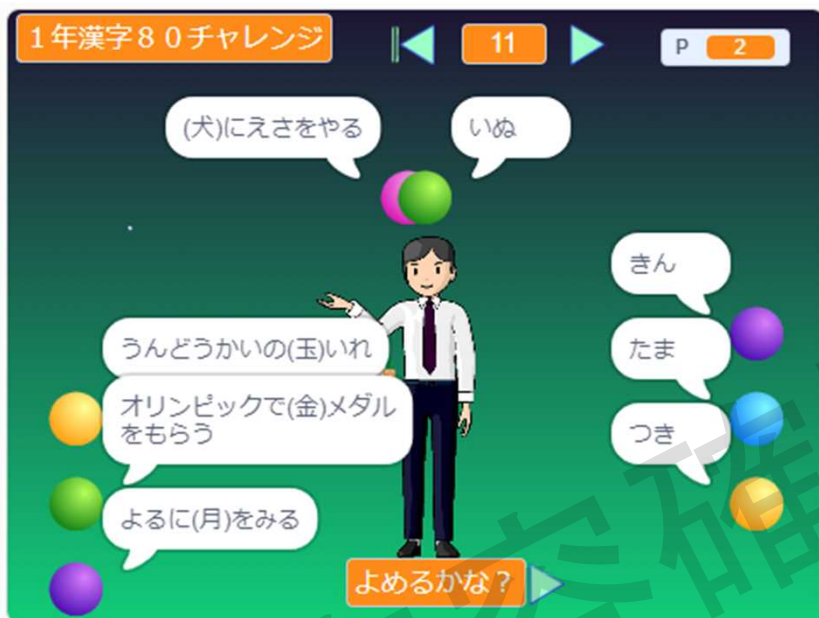 1年漢字80チャレンジ
11
P 2
(犬)にえさをやる
いぬ
きん
うんどうかいの(玉)いれ
たま
オリンピックで(金)メダル
をもらう
つき
よるに(月)をみる
よめるかな?